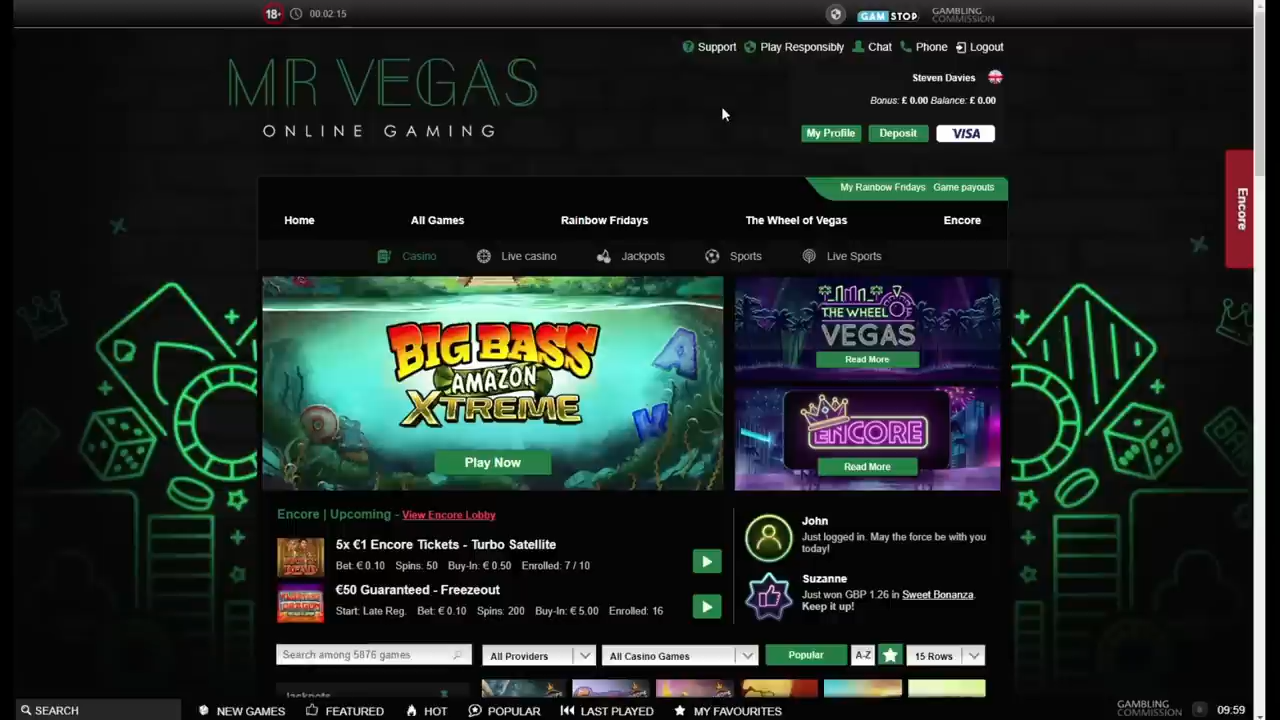 18+ 00:02:15 GAMSTOP GAMBLING COMMISSION
Support Play Responsibly Chat Phone Logout
MR VEGAS
ONLINE GAMING
Steven Davies
Bonus: £ 0.00 Balance: £ 0.00
My Profile Deposit VISA
My Rainbow Fridays Game payouts
Encore
Home All Games Rainbow Fridays The Wheel of Vegas Encore
Casino Live casino Jackpots Sports Live Sports
BIG BASS
AMAZON
XTREME
A
Play Now
THE WHEEL OF
VEGAS
Read More
ENCORE
Read More
Encore | Upcoming - View Encore Lobby
5x €1 Encore Tickets - Turbo Satellite
Bet: € 0.10 Spins: 50 Buy-In: € 0.50 Enrolled: 7 / 10
€50 Guaranteed - Freezeout
Start: Late Reg. Bet: € 0.10 Spins: 200 Buy-In: € 5.00 Enrolled: 16
John
Just logged in. May the force be with you
today!
Suzanne
Just won GBP 1.26 in Sweet Bonanza.
Keep it up!
Search among 5876 games All Providers All Casino Games Popular A-Z 15 Rows
Jackpots
SEARCH NEW GAMES FEATURED HOT POPULAR LAST PLAYED MY FAVOURITES GAMBLING COMMISSION 09:59